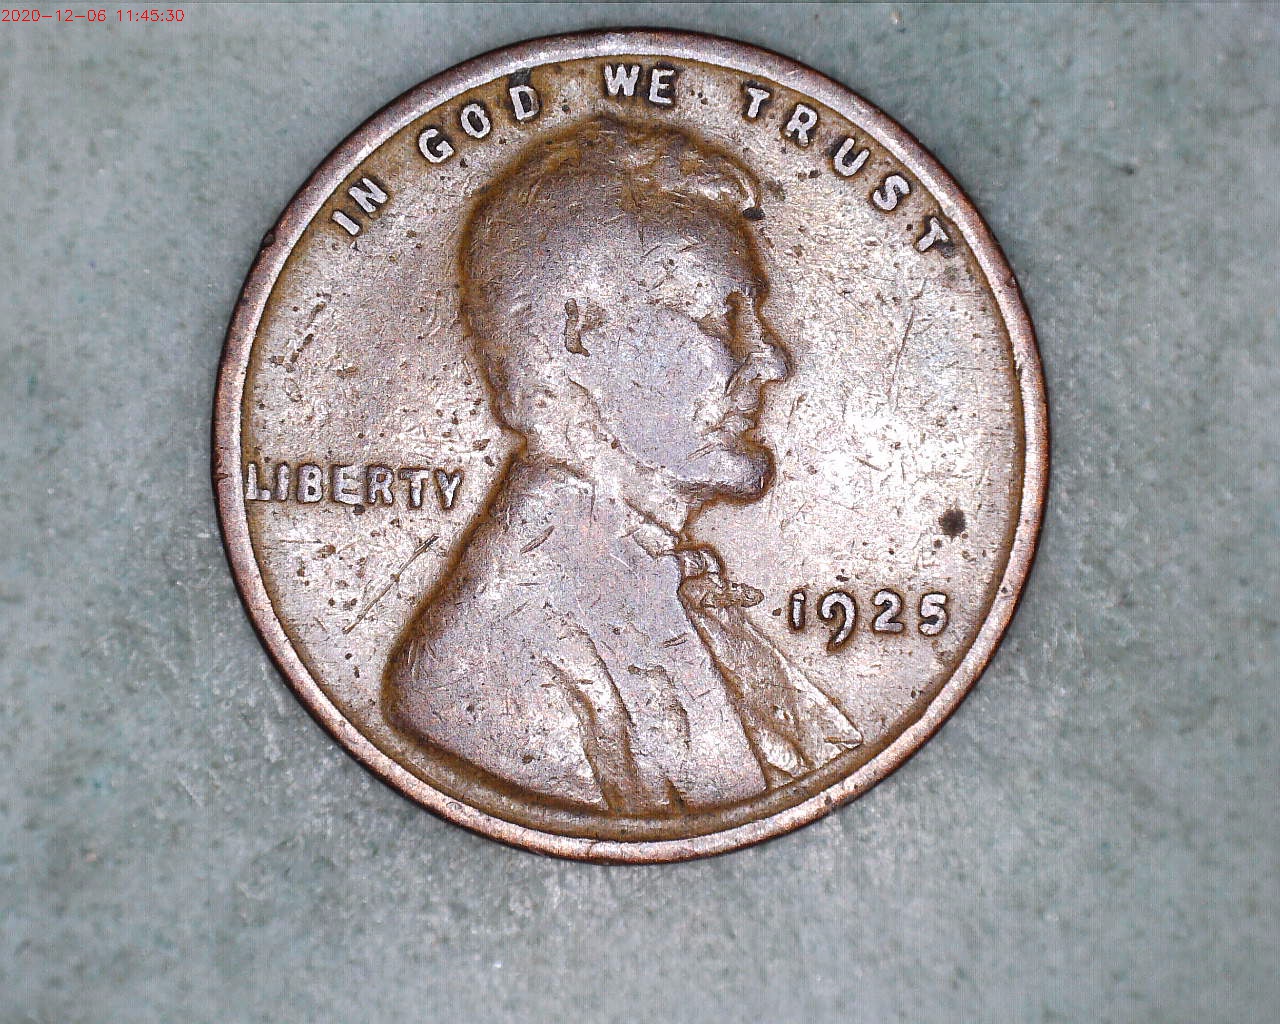 2020-12-06 11:45:30
IN GOD WE TRUST
LIBERTY
1925